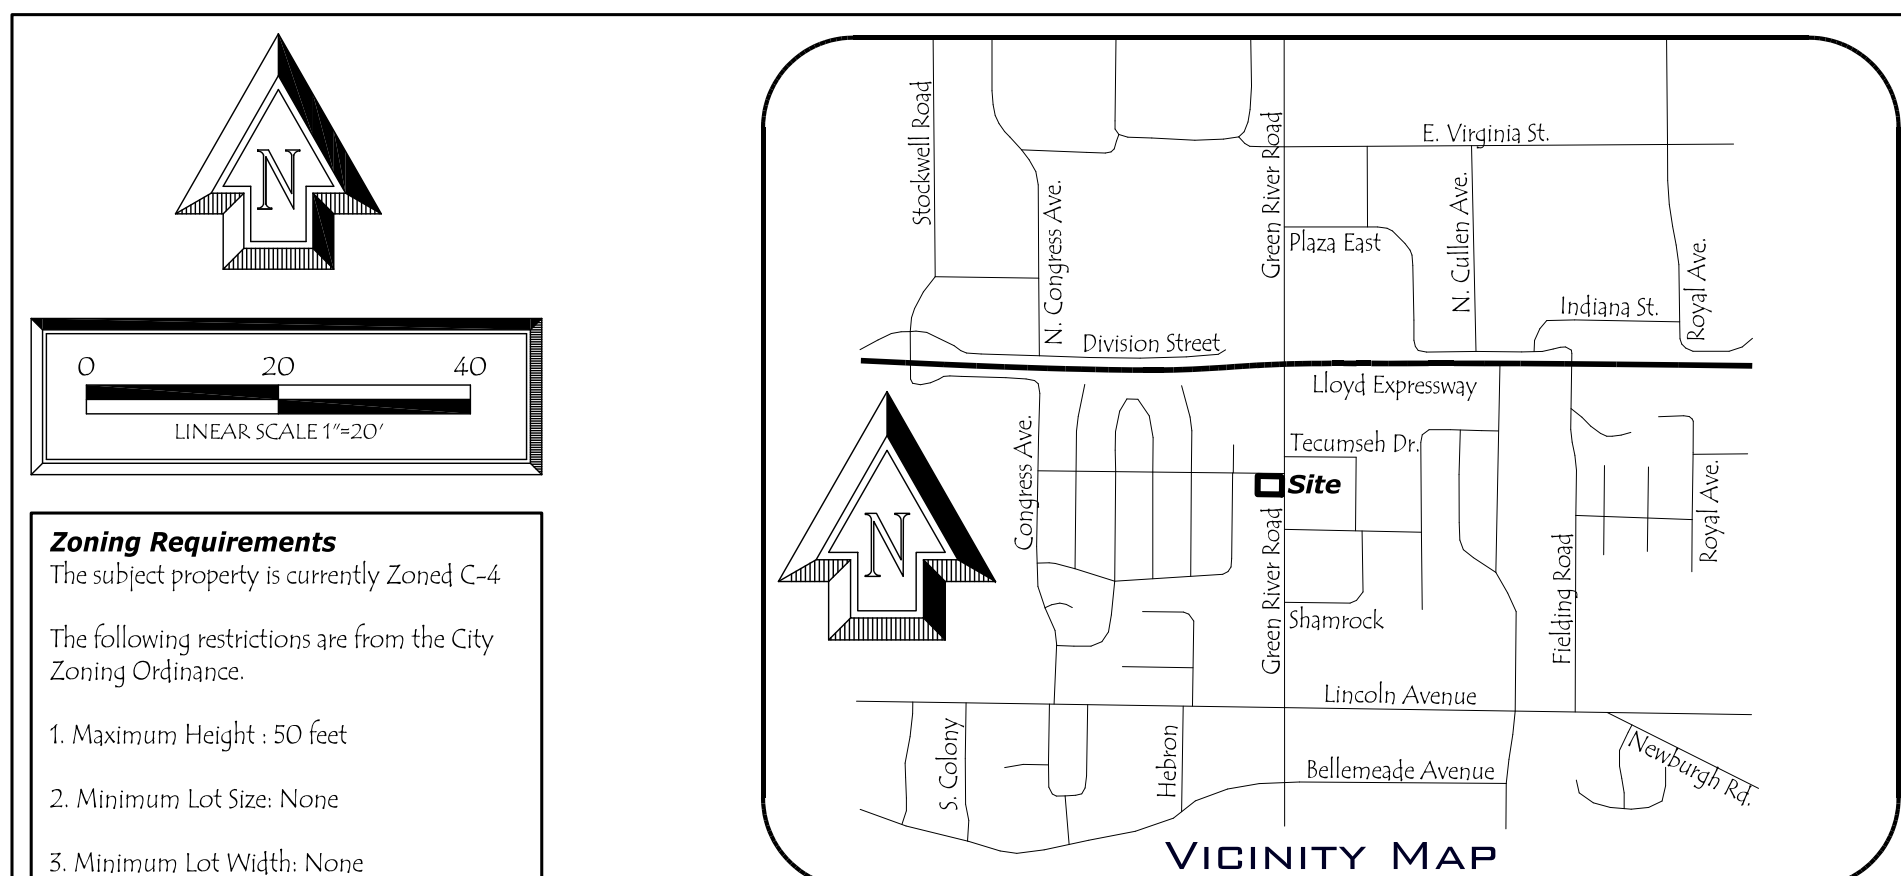 N
0 20 40
LINEAR SCALE 1"=20'
Zoning Requirements
The subject property is currently Zoned C-4
The following restrictions are from the City
Zoning Ordinance.
1. Maximum Height : 50 feet
2. Minimum Lot Size: None
3. Minimum Lot Width: None
Stockwell Road
N. Congress Ave.
Green River Road
E. Virginia St.
Plaza East
N. Cullen Ave.
Indiana St.
Royal Ave.
Division Street
Lloyd Expressway
N
Congress Ave.
Tecumseh Dr.
Site
Green River Road
Shamrock
Fielding Road
Royal Ave.
Lincoln Avenue
S. Colony
Hebron
Bellemeade Avenue
Newburgh Rd.
VICINITY MAP